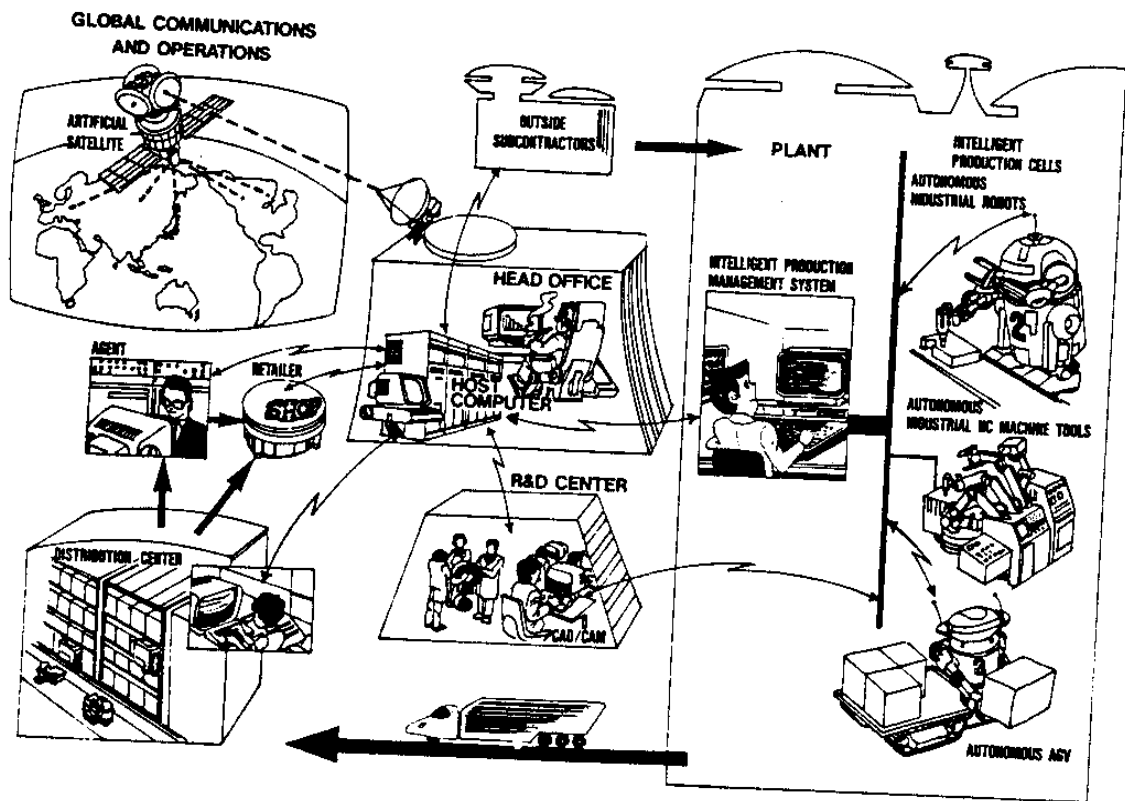 GLOBAL COMMUNICATIONS
AND OPERATIONS
ARTIFICIAL
SATELLITE
OUTSIDE
SUBCONTRACTORS
PLANT
INTELLIGENT
PRODUCTION CELLS
AUTONOMOUS
INDUSTRIAL ROBOTS
2
HEAD OFFICE
INTELLIGENT PRODUCTION
MANAGEMENT SYSTEM
AGENT
RETAILER
SHOP
HOST
COMPUTER
AUTONOMOUS
INDUSTRIAL NC MACHINE TOOLS
R&D CENTER
DISTRIBUTION CENTER
CAD/CAM
AUTONOMOUS AGV